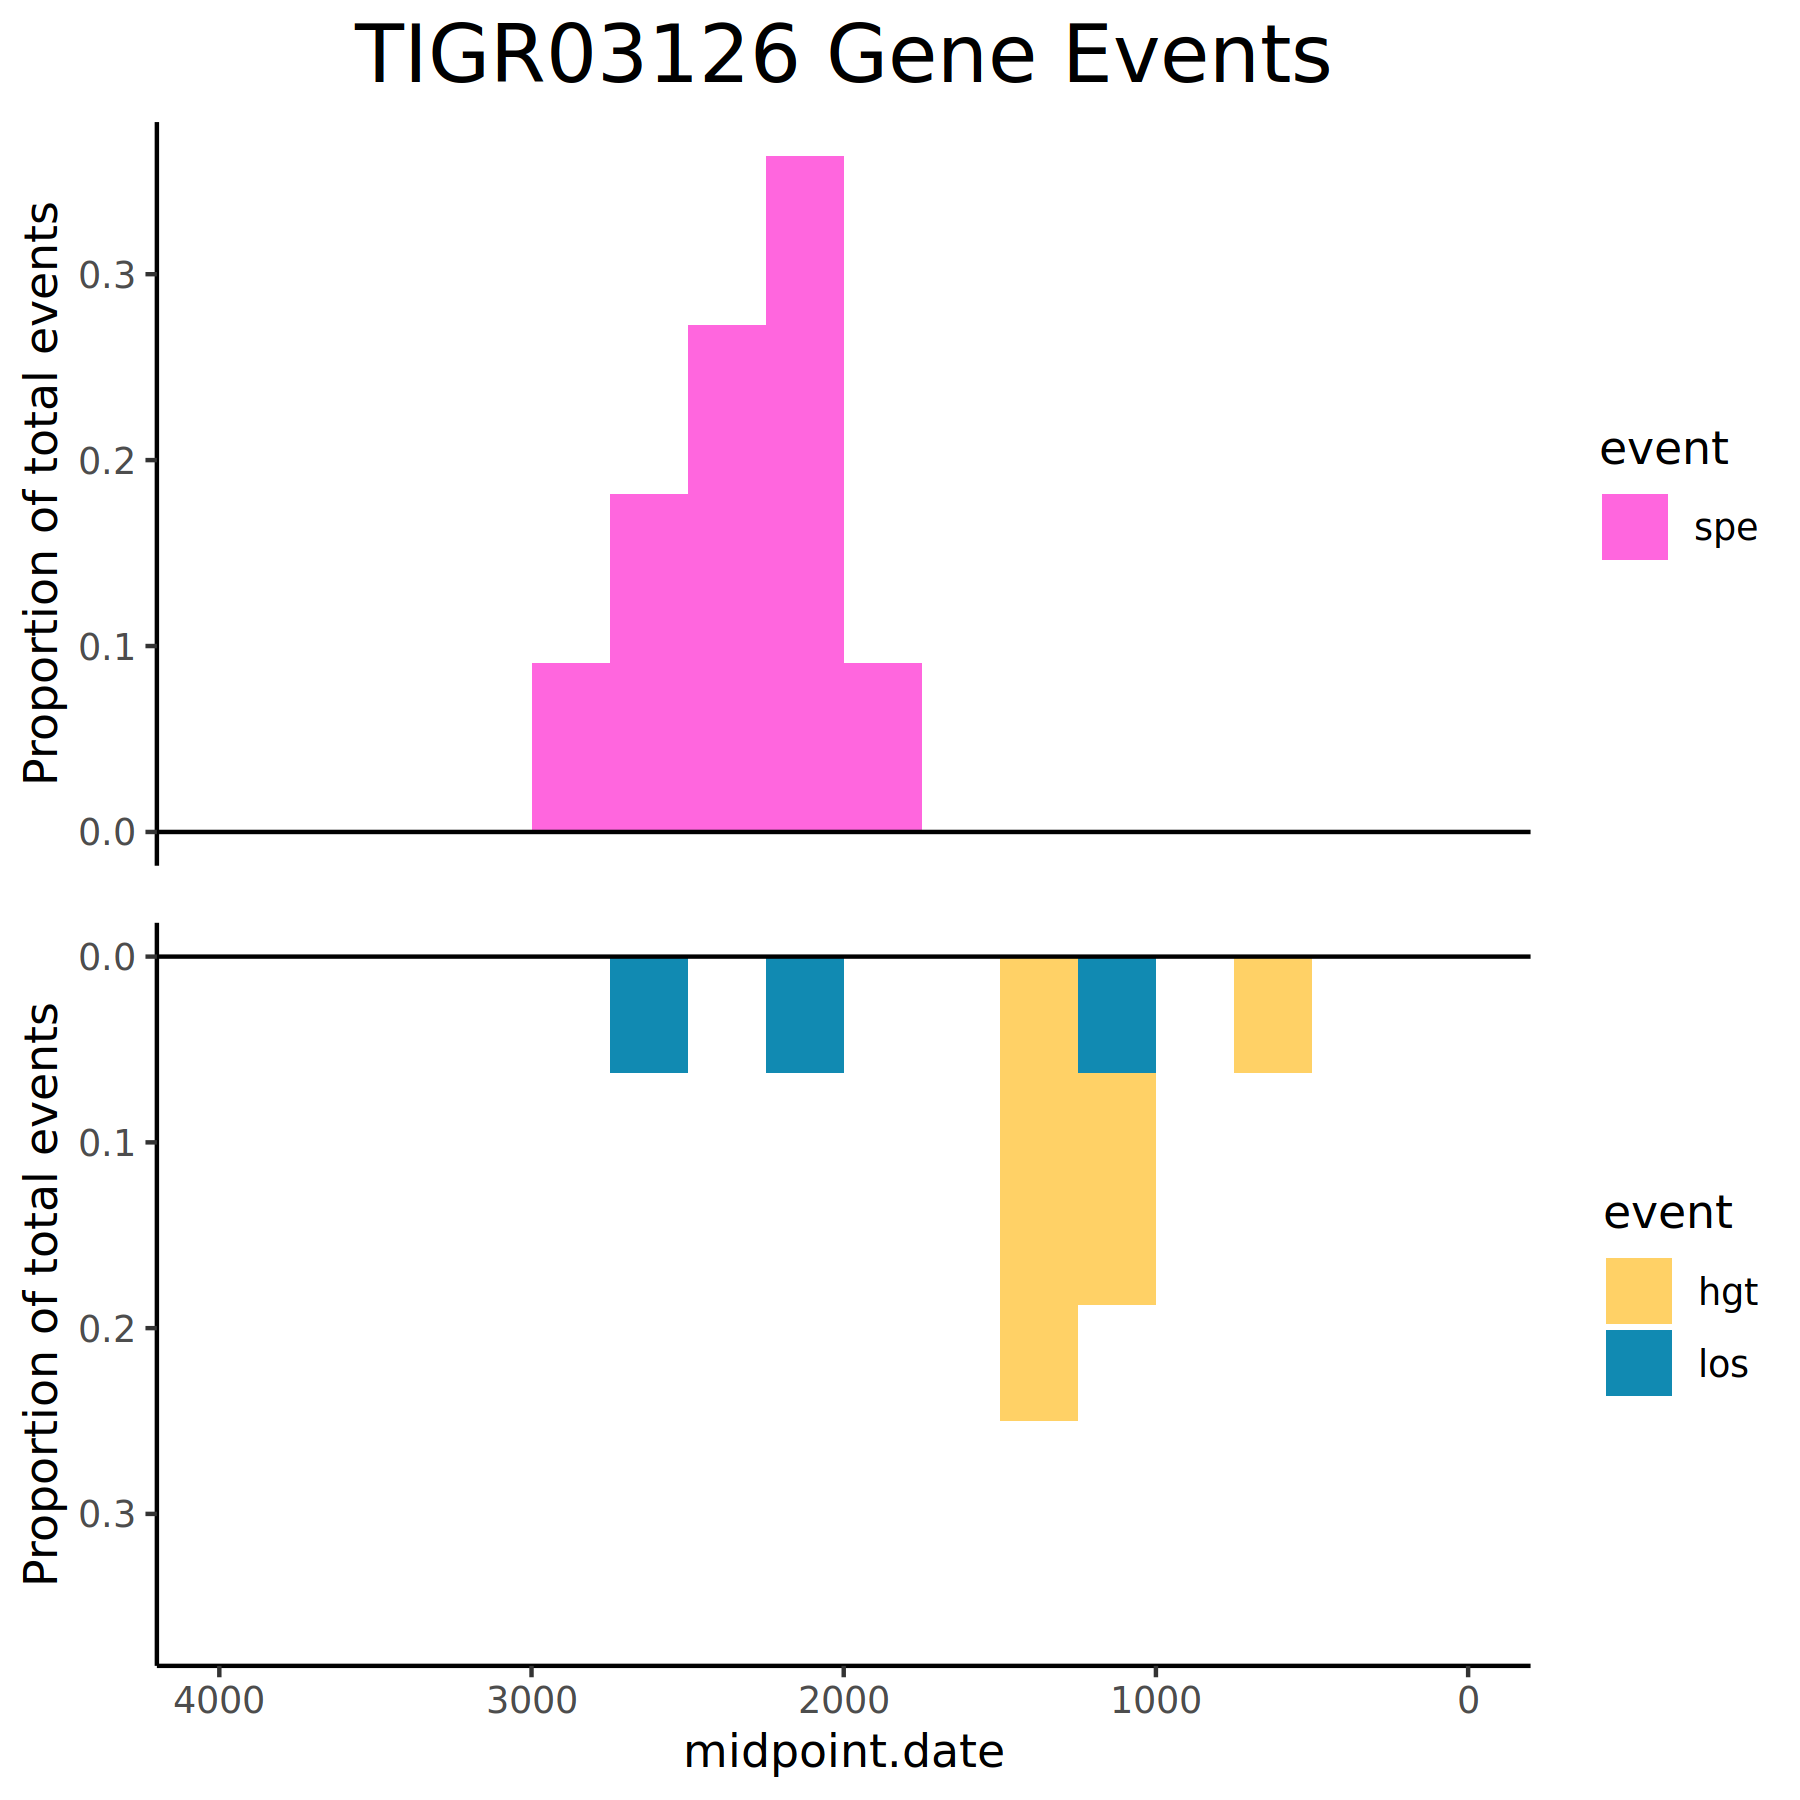 TIGR03126 Gene Events
Proportion of total events
0.3
0.2
0.1
0.0
event
spe
Proportion of total events
0.0
0.1
0.2
0.3
event
hgt
los
4000 3000 2000 1000 0
midpoint.date